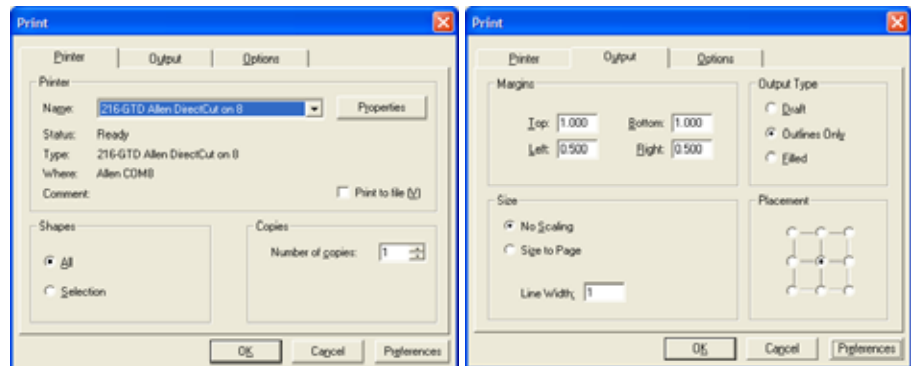 Print
Printer Output Options
Printer
Name: 216-GTD Allen DirectCut on 8 Properties
Status: Ready
Type: 216-GTD Allen DirectCut on 8
Where: Allen COM8
Comment: Print to file (V)
Shapes
All
Selection
Copies
Number of copies: 1
OK Cancel Preferences
Print
Printer Output Options
Margins
Top: 1.000 Bottom: 1.000
Left: 0.500 Right: 0.500
Output Type
Draft
Outlines Only
Filled
Size
No Scaling
Size to Page
Line Width: 1
Placement
OK Cancel Preferences